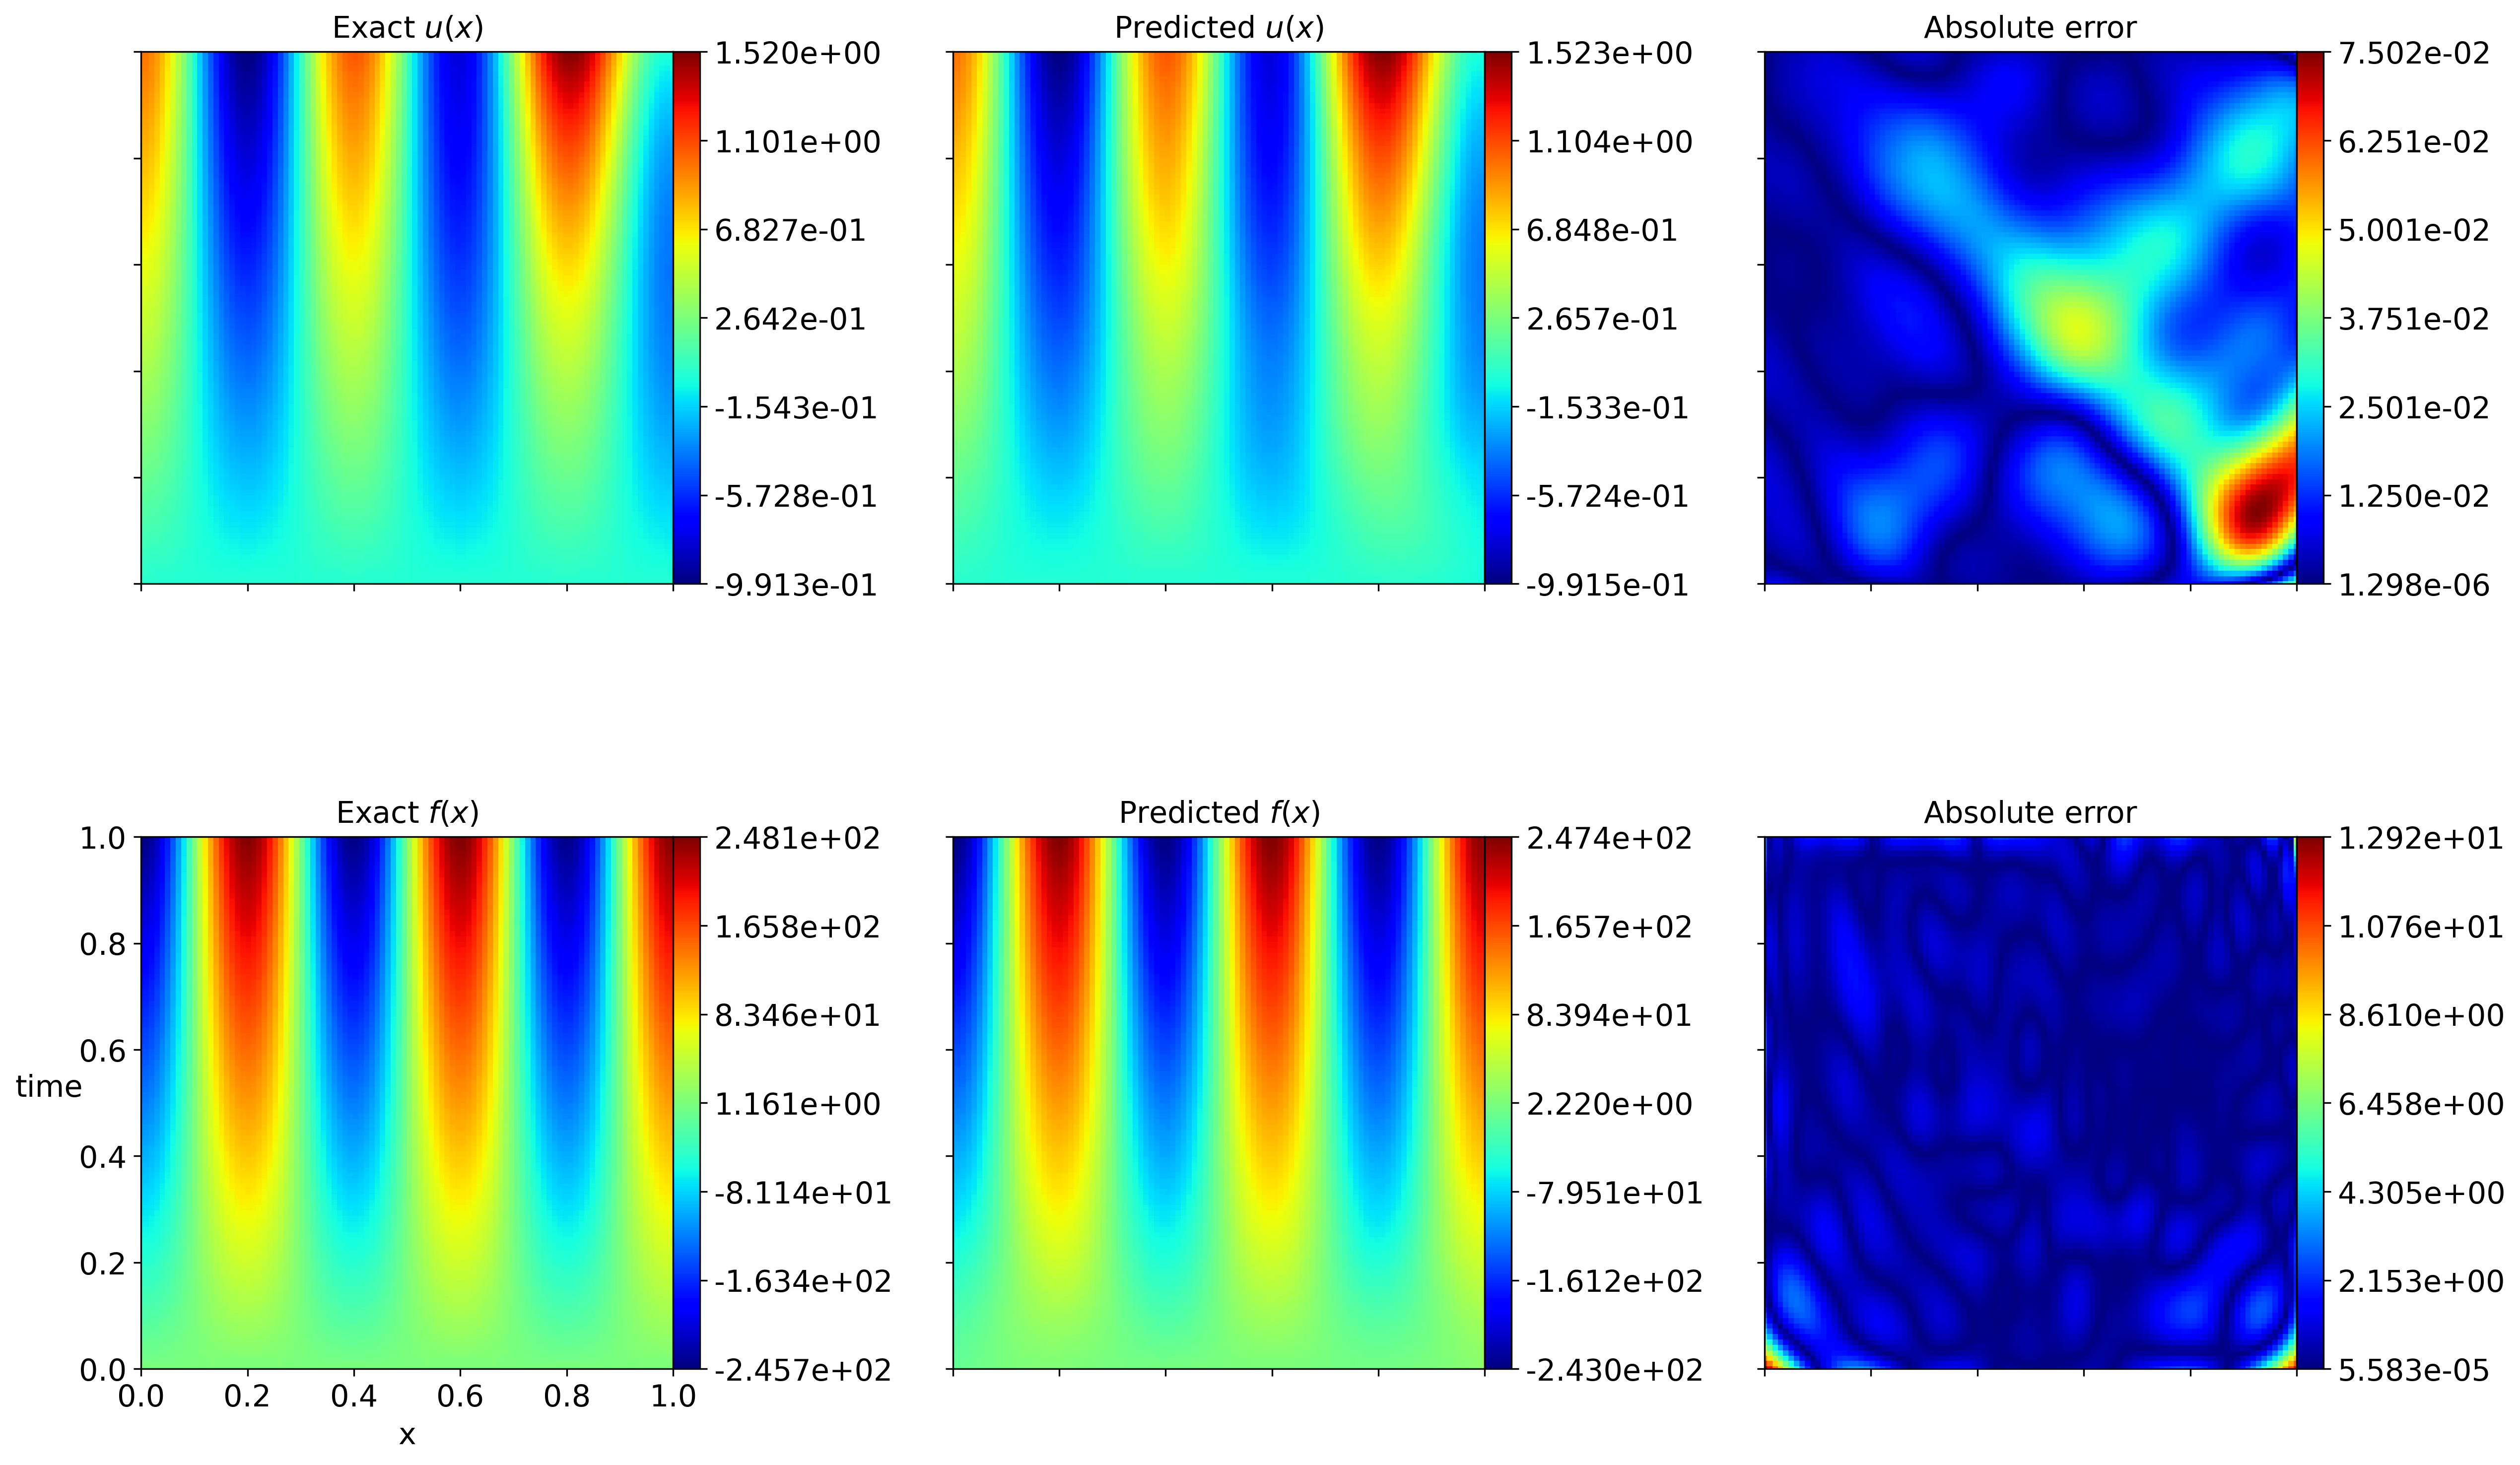 Exact u(x)
1.520e+00
1.101e+00
6.827e-01
2.642e-01
-1.543e-01
-5.728e-01
-9.913e-01
Predicted u(x)
1.523e+00
1.104e+00
6.848e-01
2.657e-01
-1.533e-01
-5.724e-01
-9.915e-01
Absolute error
7.502e-02
6.251e-02
5.001e-02
3.751e-02
2.501e-02
1.250e-02
1.298e-06
Exact f(x)
time
1.0
0.8
0.6
0.4
0.2
0.0
0.0 0.2 0.4 0.6 0.8 1.0
x
2.481e+02
1.658e+02
8.346e+01
1.161e+00
-8.114e+01
-1.634e+02
-2.457e+02
Predicted f(x)
2.474e+02
1.657e+02
8.394e+01
2.220e+00
-7.951e+01
-1.612e+02
-2.430e+02
Absolute error
1.292e+01
1.076e+01
8.610e+00
6.458e+00
4.305e+00
2.153e+00
5.583e-05